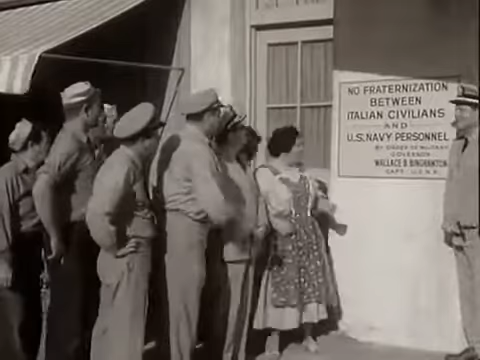 NO FRATERNIZATION
BETWEEN
ITALIAN CIVILIANS
AND
U.S. NAVY PERSONNEL
BY ORDER OF MILITARY
GOVERNOR
WALLACE B. BINGHAMTON
CAPT. U.S.N.